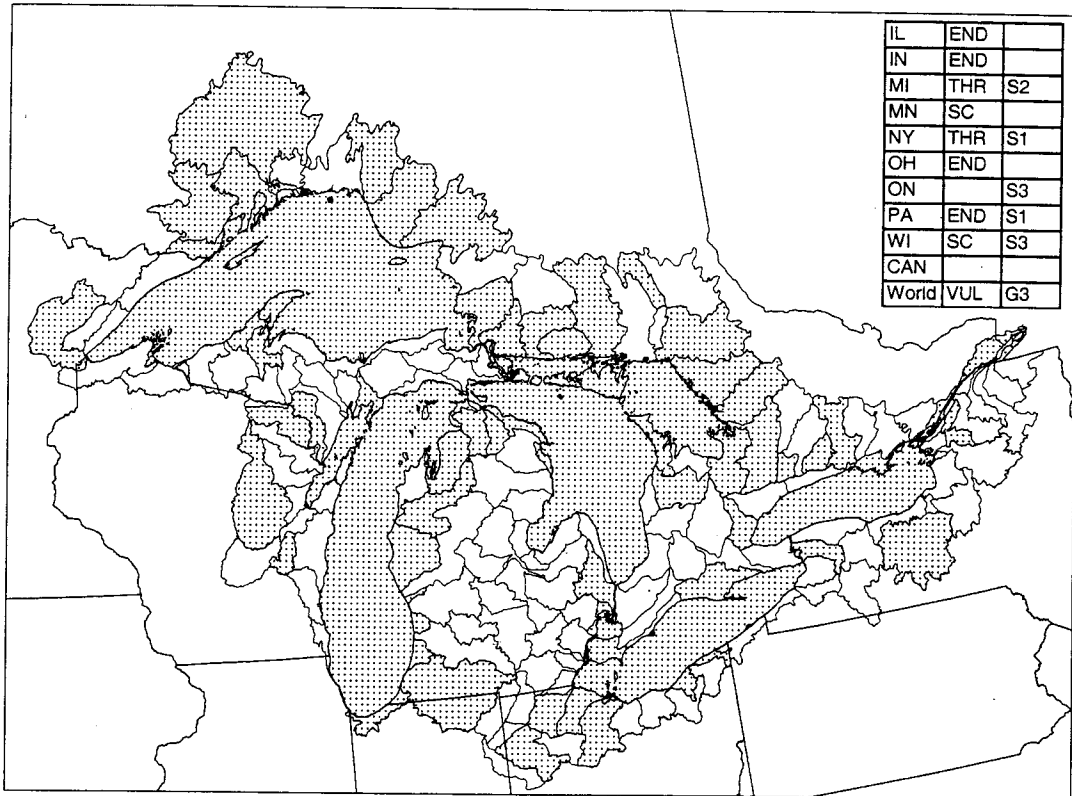 IL END
IN END
MI THR S2
MN SC
NY THR S1
OH END
ON S3
PA END S1
WI SC S3
CAN
World VUL G3